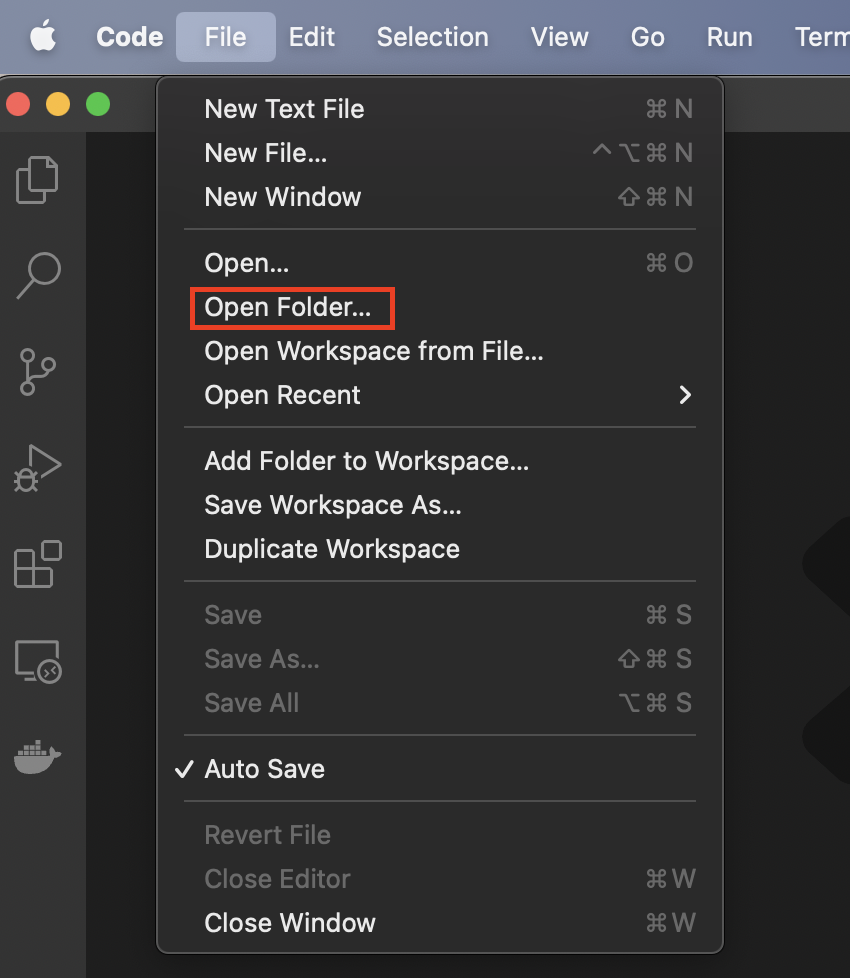 Code File Edit Selection View Go Run Term
New Text File ⌘ N
New File... ^ ⌥ ⌘ N
New Window ⇧ ⌘ N
Open... ⌘ O
Open Folder...
Open Workspace from File...
Open Recent
Add Folder to Workspace...
Save Workspace As...
Duplicate Workspace
Save ⌘ S
Save As... ⇧ ⌘ S
Save All ⌥ ⌘ S
✓ Auto Save
Revert File
Close Editor ⌘ W
Close Window ⌘ W